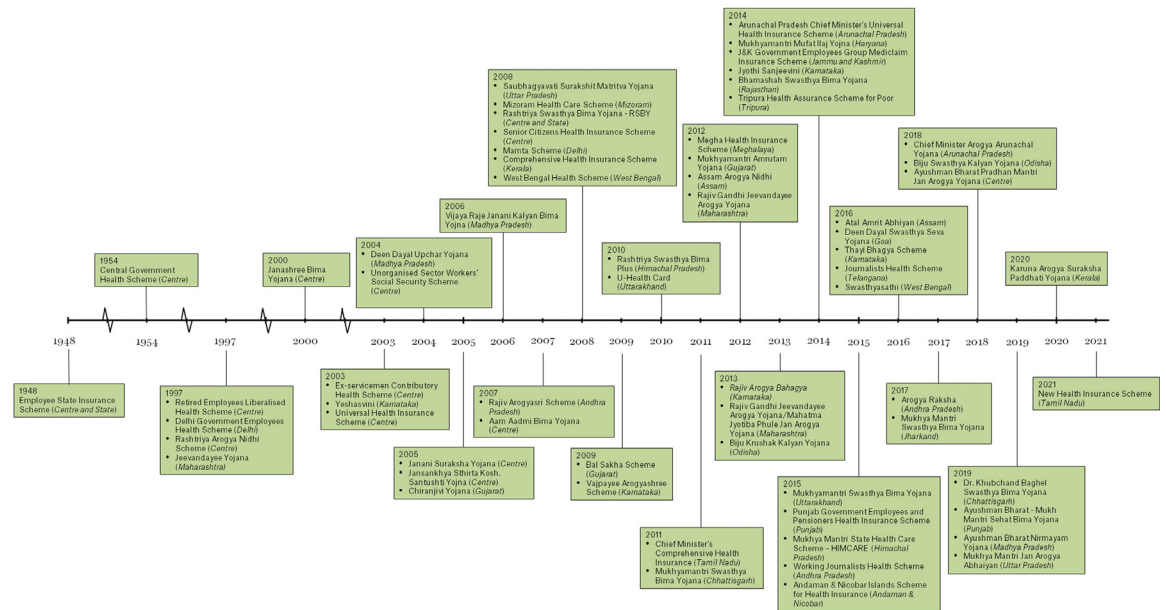 2014
• Arunachal Pradesh Chief Minister's Universal
Health Insurance Scheme (Arunachal Pradesh)
• Mukhyamantri Mufat Ilaj Yojna (Haryana)
• J&K Government Employees Group Mediclaim
Insurance Scheme (Jammu and Kashmir)
• Jyothi Sanjeevini (Karnataka)
• Bhamashah Swasthya Bima Yojana
(Rajasthan)
• Tripura Health Assurance Scheme for Poor
(Tripura)
2008
• Saubhagyavati Surakshit Matritva Yojana
(Uttar Pradesh)
• Mizoram Health Care Scheme (Mizoram)
• Rashtriya Swasthya Bima Yojana - RSBY
(Centre and State)
• Senior Citizens Health Insurance Scheme
(Centre)
• Mamta Scheme (Delhi)
• Comprehensive Health Insurance Scheme
(Kerala)
• West Bengal Health Scheme (West Bengal)
2012
• Megha Health Insurance
Scheme (Meghalaya)
• Mukhyamantri Amrutam
Yojana (Gujarat)
• Assam Arogya Nidhi
(Assam)
• Rajiv Gandhi Jeevandayee
Arogya Yojana
(Maharashtra)
2018
• Chief Minister Arogya Arunachal
Yojana (Arunachal Pradesh)
• Biju Swasthya Kalyan Yojana (Odisha)
• Ayushman Bharat Pradhan Mantri
Jan Arogya Yojana (Centre)
2006
Vijaya Raje Janani Kalyan Bima
Yojna (Madhya Pradesh)
2016
• Atal Amrit Abhiyan (Assam)
• Deen Dayal Swasthya Seva
Yojana (Goa)
• Thayi Bhagya Scheme
(Karnataka)
• Journalists Health Scheme
(Telangana)
• Swasthyasathi (West Bengal)
2004
• Deen Dayal Upchar Yojana
(Madhya Pradesh)
• Unorganised Sector Workers'
Social Security Scheme
(Centre)
2010
• Rashtriya Swasthya Bima
Plus (Himachal Pradesh)
• U-Health Card
(Uttarakhand)
1954
Central Government
Health Scheme (Centre)
2000
Janashree Bima
Yojana (Centre)
2020
Karuna Arogya Suraksha
Paddhati Yojana (Kerala)
1948 1954 1997 2000 2003 2004 2005 2006 2007 2008 2009 2010 2011 2012 2013 2014 2015 2016 2017 2018 2019 2020 2021
1948
Employee State Insurance
Scheme (Centre and State)
1997
• Retired Employees Liberalised
Health Scheme (Centre)
• Delhi Government Employees
Health Scheme (Delhi)
• Rashtriya Arogya Nidhi
Scheme (Centre)
• Jeevandayee Yojana
(Maharashtra)
2003
• Ex-servicemen Contributory
Health Scheme (Centre)
• Yeshasvini (Karnataka)
• Universal Health Insurance
Scheme (Centre)
2005
• Janani Suraksha Yojana (Centre)
• Jansankhya Sthirta Kosh,
Santushti Yojna (Centre)
• Chiranjivi Yojana (Gujarat)
2007
• Rajiv Arogyasri Scheme (Andhra
Pradesh)
• Aam Aadmi Bima Yojana
(Centre)
2009
• Bal Sakha Scheme
(Gujarat)
• Vajpayee Arogyashree
Scheme (Karnataka)
2011
• Chief Minister's
Comprehensive Health
Insurance (Tamil Nadu)
• Mukhyamantri Swasthya
Bima Yojana (Chhattisgarh)
2013
• Rajiv Arogya Bahagya
(Karnataka)
• Rajiv Gandhi Jeevandayee
Arogya Yojana/Mahatma
Jyotiba Phule Jan Arogya
Yojana (Maharashtra)
• Biju Krushak Kalyan Yojana
(Odisha)
2015
• Mukhyamantri Swasthya Bima Yojana
(Uttarakhand)
• Punjab Government Employees and
Pensioners Health Insurance Scheme
(Punjab)
• Mukhya Mantri State Health Care
Scheme – HIMCARE (Himachal
Pradesh)
• Working Journalists Health Scheme
(Andhra Pradesh)
• Andaman & Nicobar Islands Scheme
for Health Insurance (Andaman &
Nicobar)
2017
• Arogya Raksha
(Andhra Pradesh)
• Mukhya Mantri
Swasthya Bima Yojana
(Jharkand)
2019
• Dr. Khubchand Baghel
Swasthya Bima Yojana
(Chhattisgarh)
• Ayushman Bharat - Mukh
Mantri Sehat Bima Yojana
(Punjab)
• Ayushman Bharat Nirmayam
Yojana (Madhya Pradesh)
• Mukhya Mantri Jan Arogya
Abhaiyan (Uttar Pradesh)
2021
New Health Insurance Scheme
(Tamil Nadu)